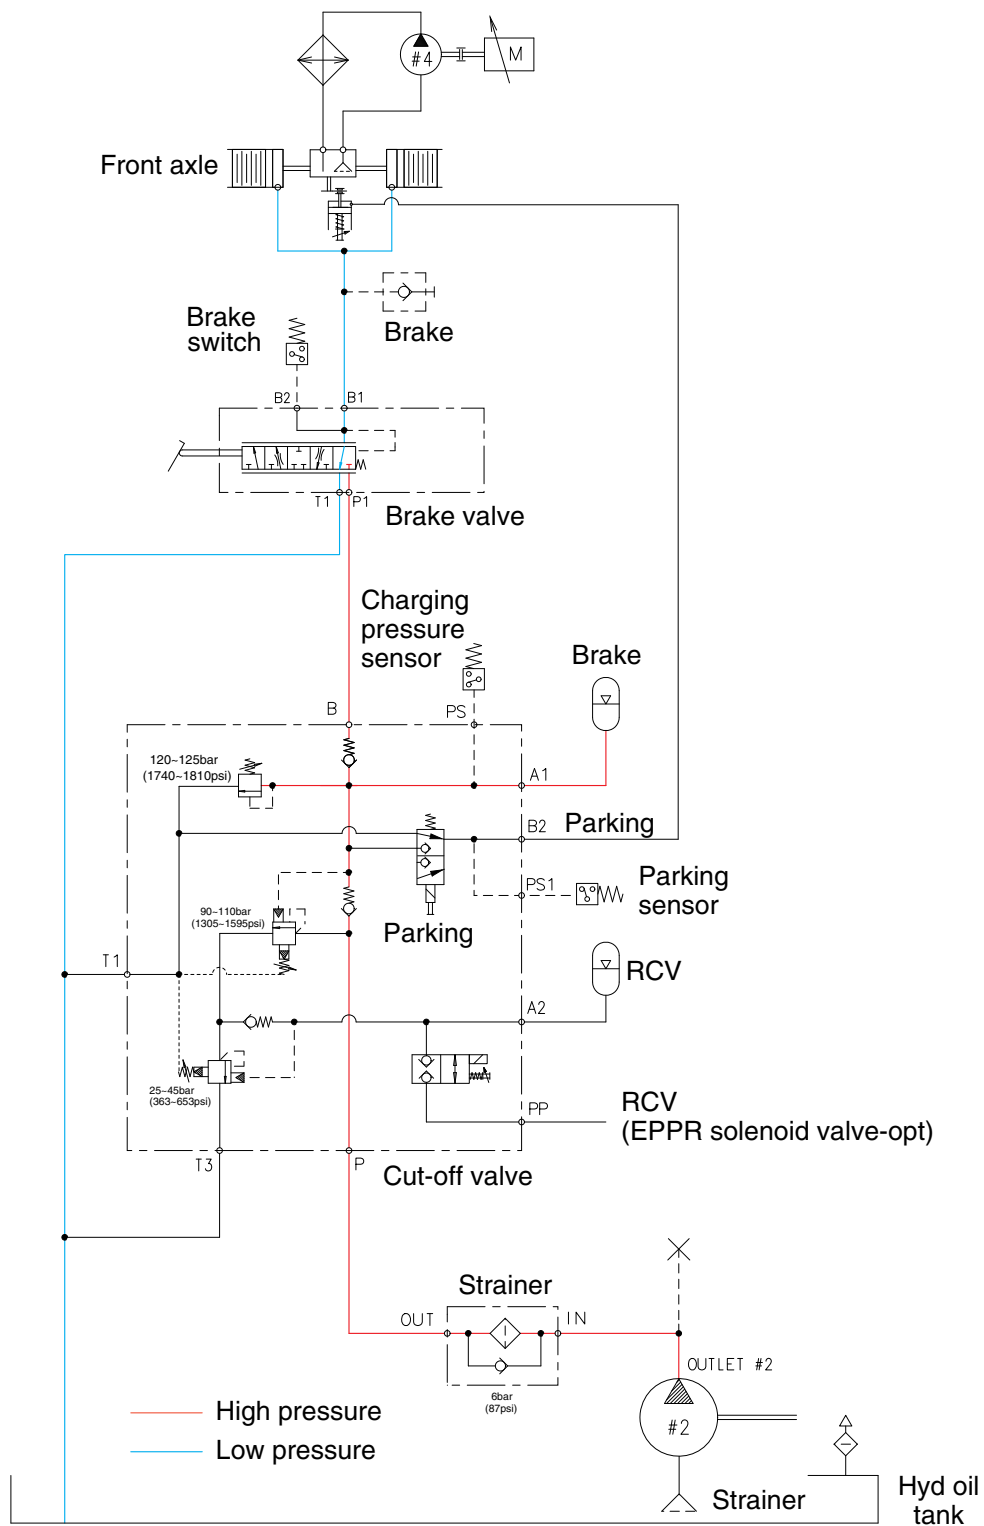 #4
M
Front axle
Brake
switch
Brake
B2
B1
T1
P1
Brake valve
Charging
pressure
sensor
Brake
B
PS
120~125bar
(1740~1810psi)
A1
B2
Parking
PS1
Parking
sensor
90~110bar
(1305~1595psi)
Parking
T1
RCV
A2
25~45bar
(363~653psi)
PP
RCV
(EPPR solenoid valve-opt)
T3
P
Cut-off valve
Strainer
OUT
IN
OUTLET #2
6bar
(87psi)
High pressure
#2
Low pressure
Strainer
Hyd oil
tank